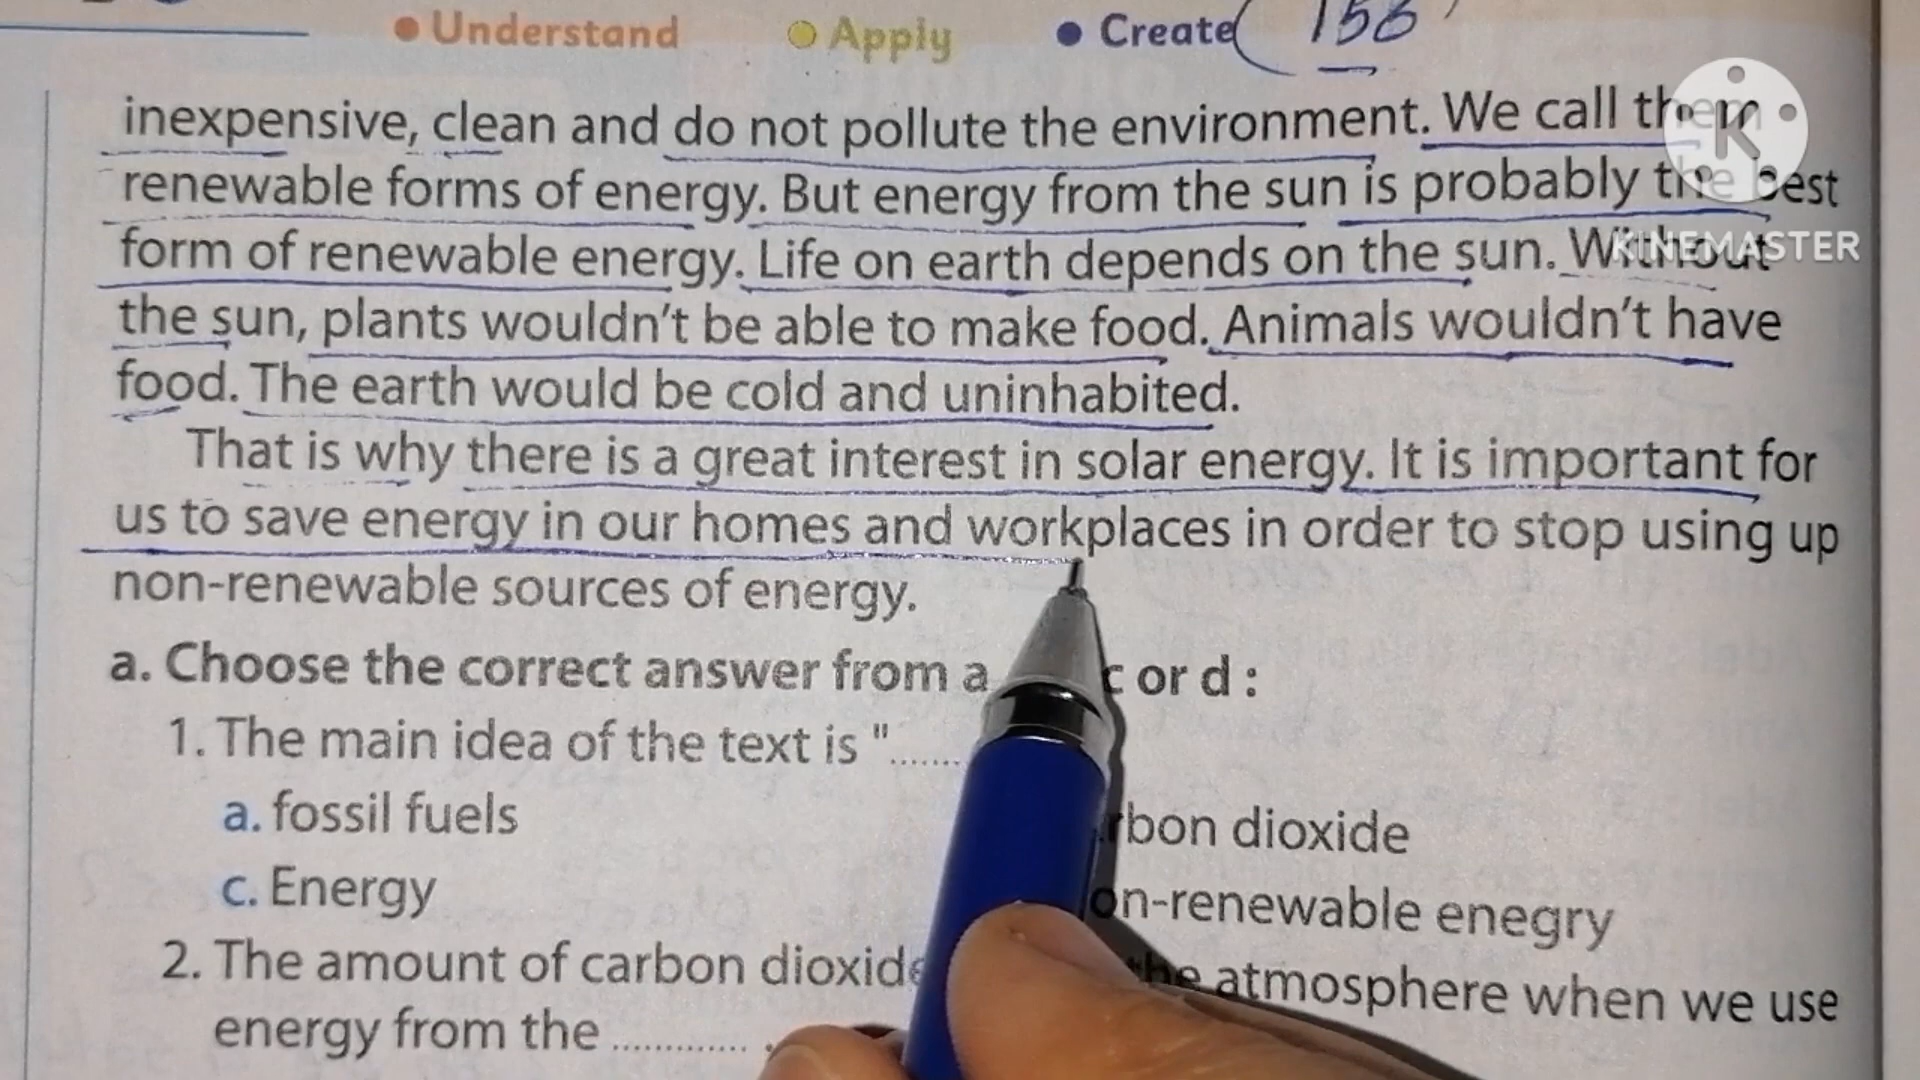 Understand Apply Create ( 156
inexpensive, clean and do not pollute the environment. We call them
renewable forms of energy. But energy from the sun is probably the best
form of renewable energy. Life on earth depends on the sun. Without
KINEMASTER
the sun, plants wouldn't be able to make food. Animals wouldn't have
food. The earth would be cold and uninhabited.
That is why there is a great interest in solar energy. It is important for
us to save energy in our homes and workplaces in order to stop using up
non-renewable sources of energy.
a. Choose the correct answer from a c or d :
1. The main idea of the text is ".......
a. fossil fuels rbon dioxide
c. Energy on-renewable enegry
2. The amount of carbon dioxide the atmosphere when we use
energy from the ............. .